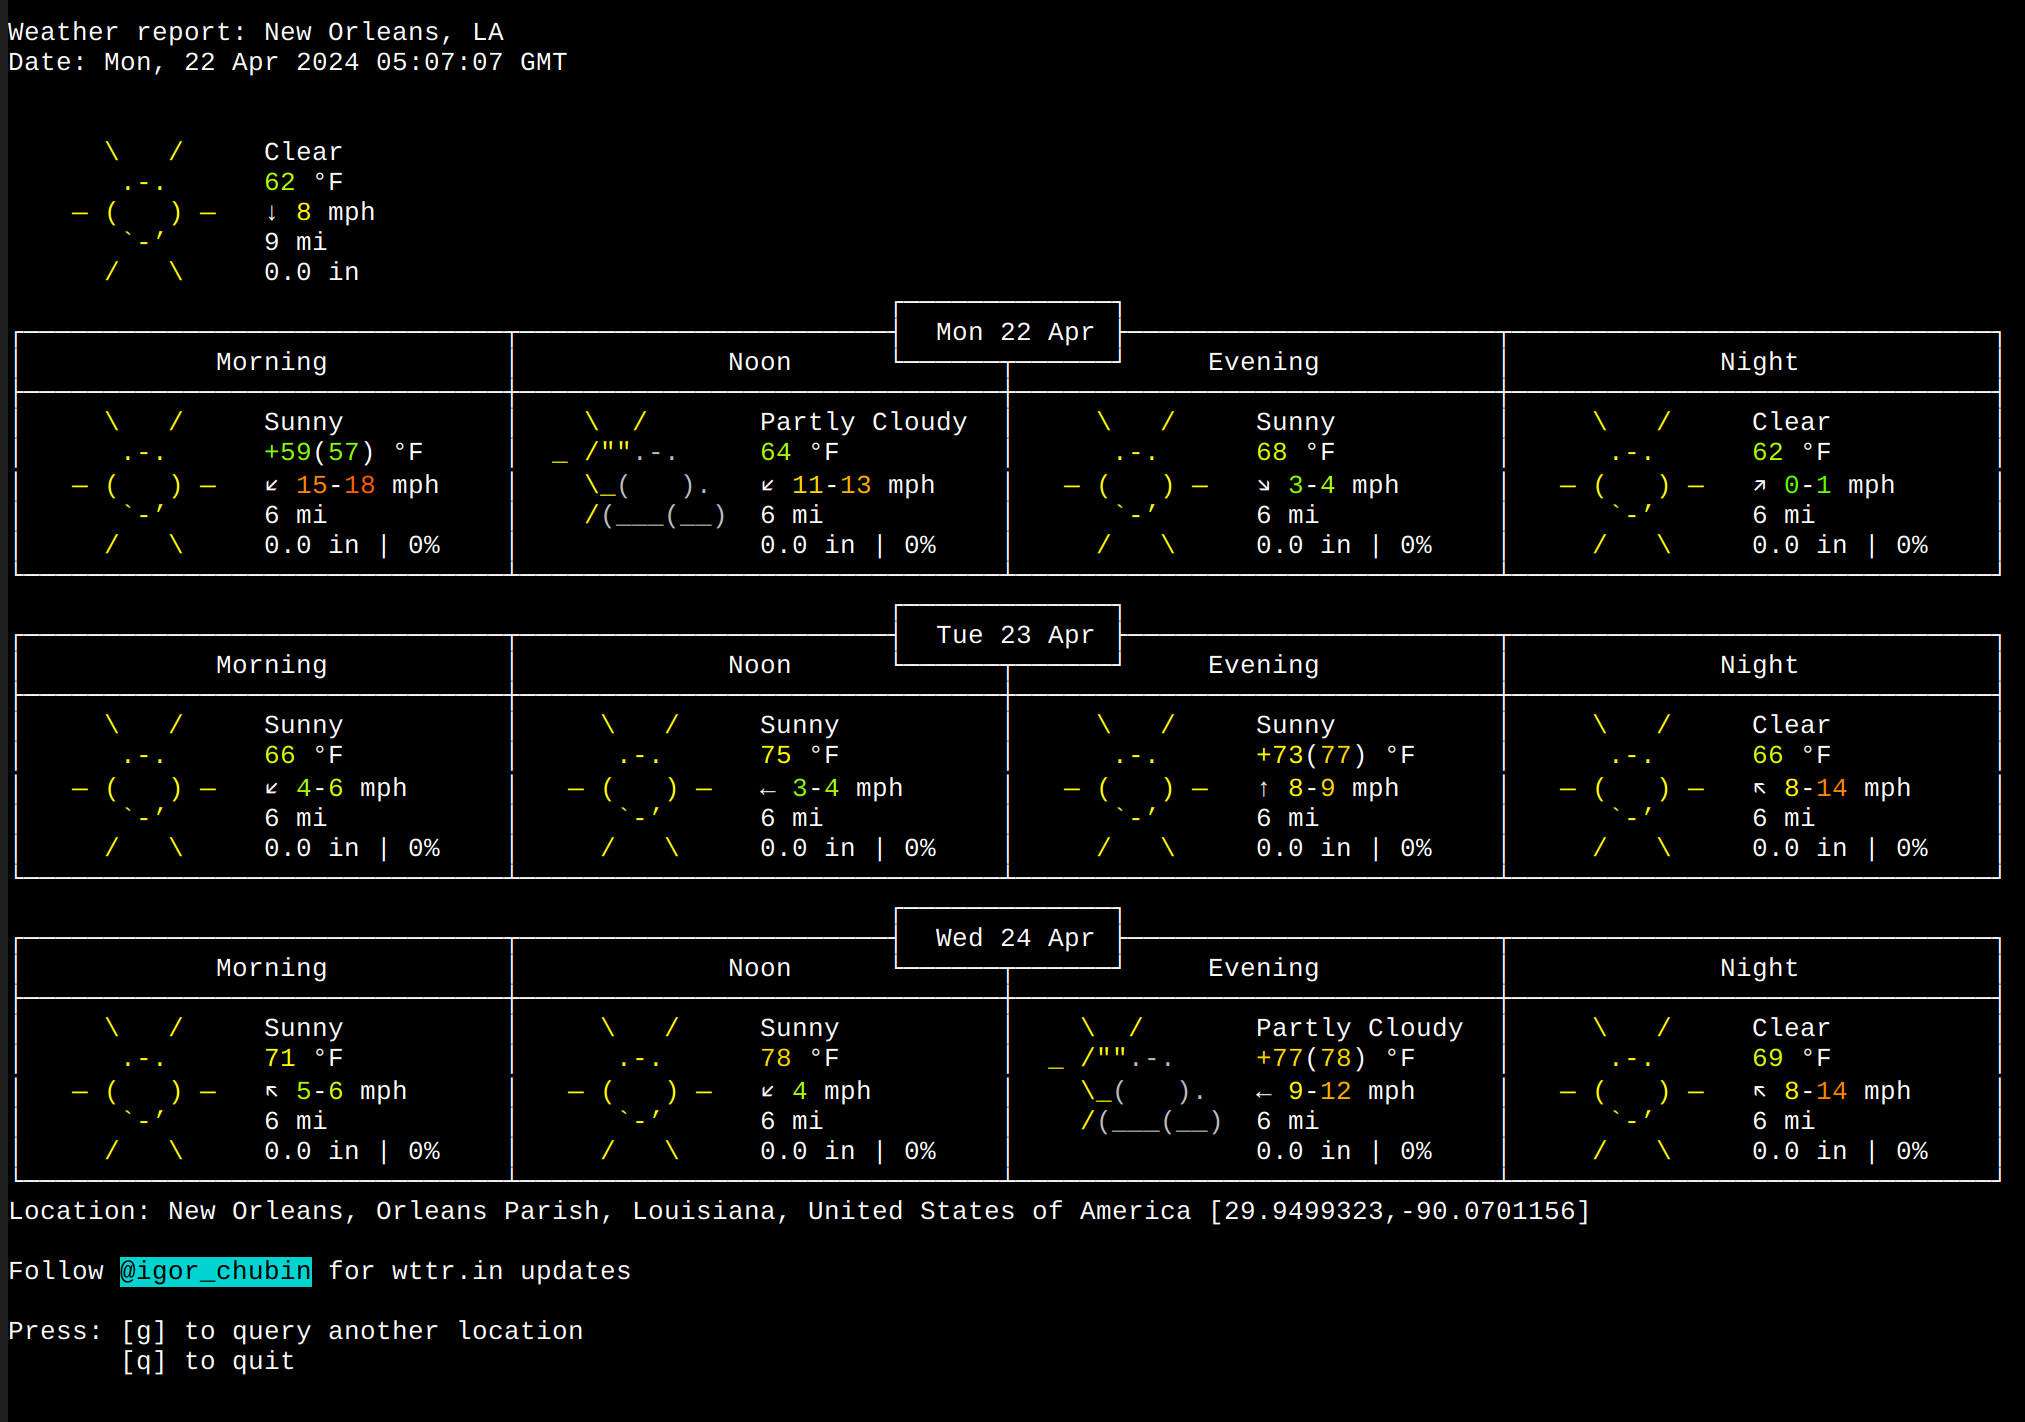 Weather report: New Orleans, LA
Date: Mon, 22 Apr 2024 05:07:07 GMT
Clear
62 °F
↓ 8 mph
9 mi
0.0 in
Mon 22 Apr
Morning Noon Evening Night
Sunny Partly Cloudy Sunny Clear
+59(57) °F 64 °F 68 °F 62 °F
↙ 15-18 mph ↙ 11-13 mph ↘ 3-4 mph ↗ 0-1 mph
6 mi 6 mi 6 mi 6 mi
0.0 in | 0% 0.0 in | 0% 0.0 in | 0% 0.0 in | 0%
Tue 23 Apr
Morning Noon Evening Night
Sunny Sunny Sunny Clear
66 °F 75 °F +73(77) °F 66 °F
↙ 4-6 mph ← 3-4 mph ↑ 8-9 mph ↖ 8-14 mph
6 mi 6 mi 6 mi 6 mi
0.0 in | 0% 0.0 in | 0% 0.0 in | 0% 0.0 in | 0%
Wed 24 Apr
Morning Noon Evening Night
Sunny Sunny Partly Cloudy Clear
71 °F 78 °F +77(78) °F 69 °F
↖ 5-6 mph ↙ 4 mph ← 9-12 mph ↖ 8-14 mph
6 mi 6 mi 6 mi 6 mi
0.0 in | 0% 0.0 in | 0% 0.0 in | 0% 0.0 in | 0%
Location: New Orleans, Orleans Parish, Louisiana, United States of America [29.9499323,-90.0701156]
Follow @igor_chubin for wttr.in updates
Press: [g] to query another location
[q] to quit